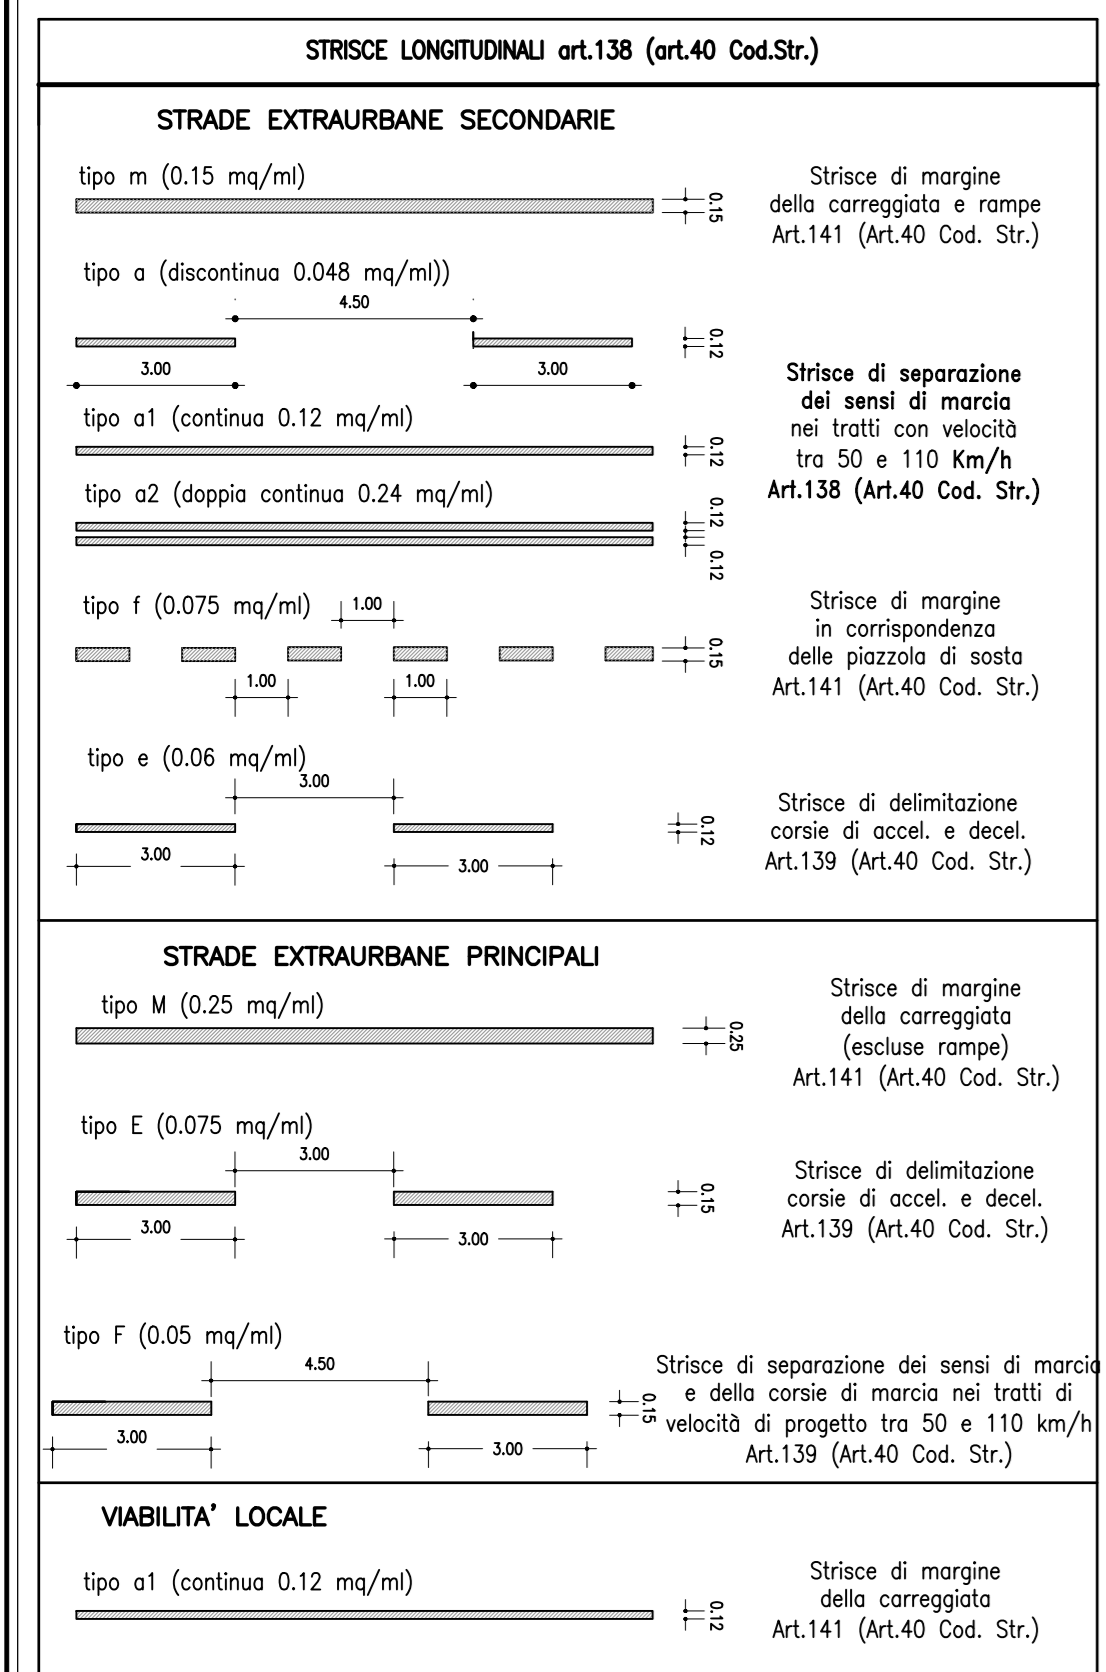 STRISCE LONGITUDINALI art.138 (art.40 Cod.Str.)
STRADE EXTRAURBANE SECONDARIE
tipo m (0.15 mq/ml)
0.15
Strisce di margine
della carreggiata e rampe
Art.141 (Art.40 Cod. Str.)
tipo a (discontinua 0.048 mq/ml))
4.50
0.12
3.00
3.00
tipo a1 (continua 0.12 mq/ml)
0.12
tipo a2 (doppia continua 0.24 mq/ml)
0.12
0.12
Strisce di separazione
dei sensi di marcia
nei tratti con velocità
tra 50 e 110 Km/h
Art.138 (Art.40 Cod. Str.)
tipo f (0.075 mq/ml)
1.00
0.15
1.00
1.00
Strisce di margine
in corrispondenza
delle piazzola di sosta
Art.141 (Art.40 Cod. Str.)
tipo e (0.06 mq/ml)
3.00
0.12
3.00
3.00
Strisce di delimitazione
corsie di accel. e decel.
Art.139 (Art.40 Cod. Str.)
STRADE EXTRAURBANE PRINCIPALI
tipo M (0.25 mq/ml)
0.25
Strisce di margine
della carreggiata
(escluse rampe)
Art.141 (Art.40 Cod. Str.)
tipo E (0.075 mq/ml)
3.00
0.15
3.00
3.00
Strisce di delimitazione
corsie di accel. e decel.
Art.139 (Art.40 Cod. Str.)
tipo F (0.05 mq/ml)
4.50
0.15
3.00
3.00
Strisce di separazione dei sensi di marcia
e della corsie di marcia nei tratti di
velocità di progetto tra 50 e 110 km/h
Art.139 (Art.40 Cod. Str.)
VIABILITA' LOCALE
tipo a1 (continua 0.12 mq/ml)
0.12
Strisce di margine
della carreggiata
Art.141 (Art.40 Cod. Str.)